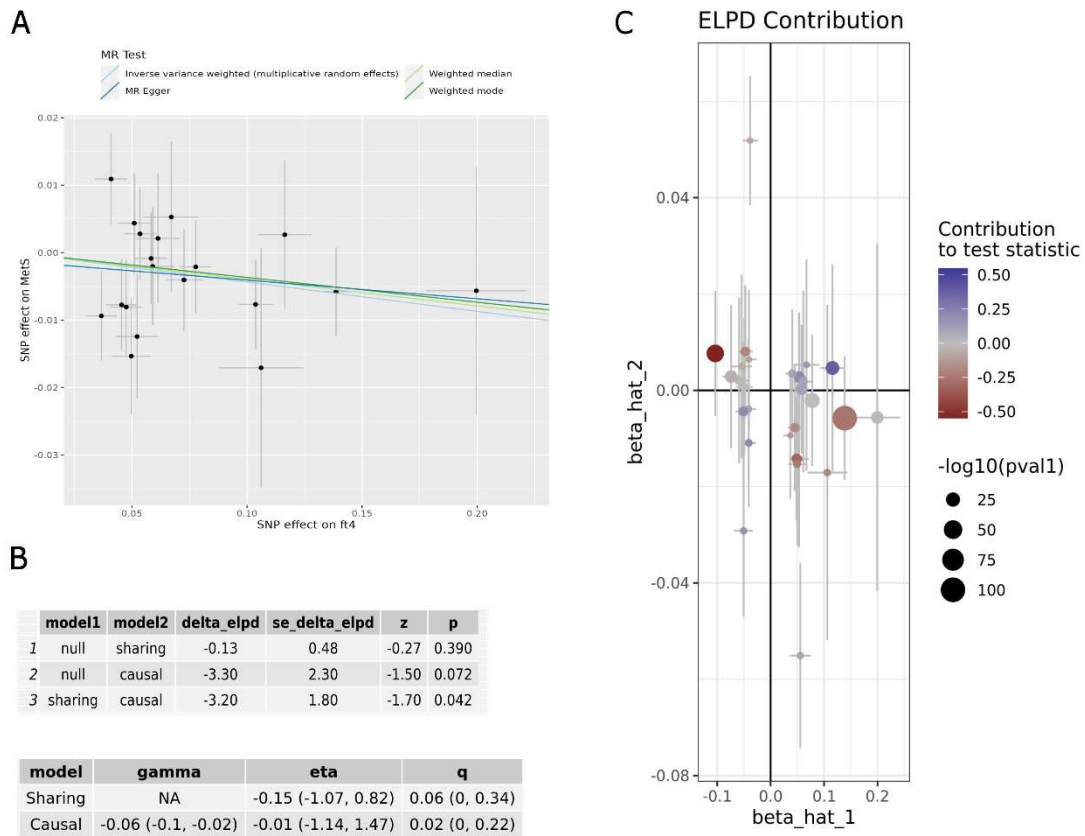 A
MR Test
Inverse variance weighted (multiplicative random effects)
Weighted median
MR Egger
Weighted mode
0.02
0.01
0.00
-0.01
-0.02
-0.03
SNP effect on MetS
0.05
0.10
0.15
0.20
SNP effect on ft4
B
model1 model2 delta_elpd se_delta_elpd z p
1 null sharing -0.13 0.48 -0.27 0.390
2 null causal -3.30 2.30 -1.50 0.072
3 sharing causal -3.20 1.80 -1.70 0.042
model gamma eta q
Sharing NA -0.15 (-1.07, 0.82) 0.06 (0, 0.34)
Causal -0.06 (-0.1, -0.02) -0.01 (-1.14, 1.47) 0.02 (0, 0.22)
C
ELPD Contribution
0.04
0.00
-0.04
-0.08
beta_hat_2
-0.1 0.0 0.1 0.2
beta_hat_1
Contribution
to test statistic
0.50
0.25
0.00
-0.25
-0.50
-log10(pval1)
25
50
75
100